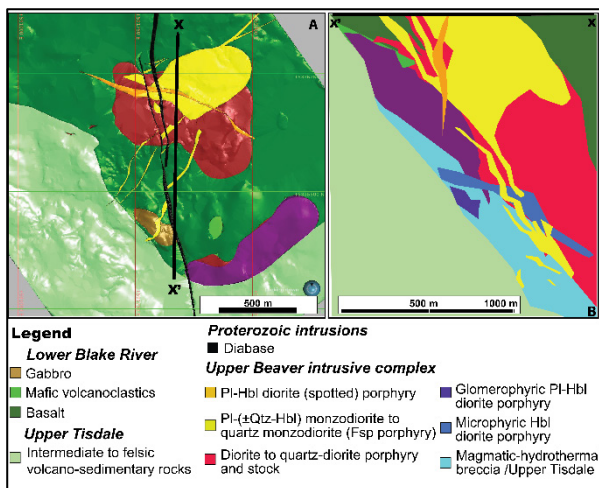 X
A
X'
500 m
X'
X
500 m
1000 m
B
Legend
Lower Blake River
Gabbro
Mafic volcanoclastics
Basalt
Upper Tisdale
Intermediate to felsic
volcano-sedimentary rocks
Proterozoic intrusions
Diabase
Upper Beaver intrusive complex
Pl-Hbl diorite (spotted) porphyry
Pl-(±Qtz-Hbl) monzodiorite to
quartz monzodiorite (Fsp porphyry)
Diorite to quartz-diorite porphyry
and stock
Glomerophyric Pl-Hbl
diorite porphyry
Microphyric Hbl
diorite porphyry
Magmatic-hydrotherma
breccia /Upper Tisdale